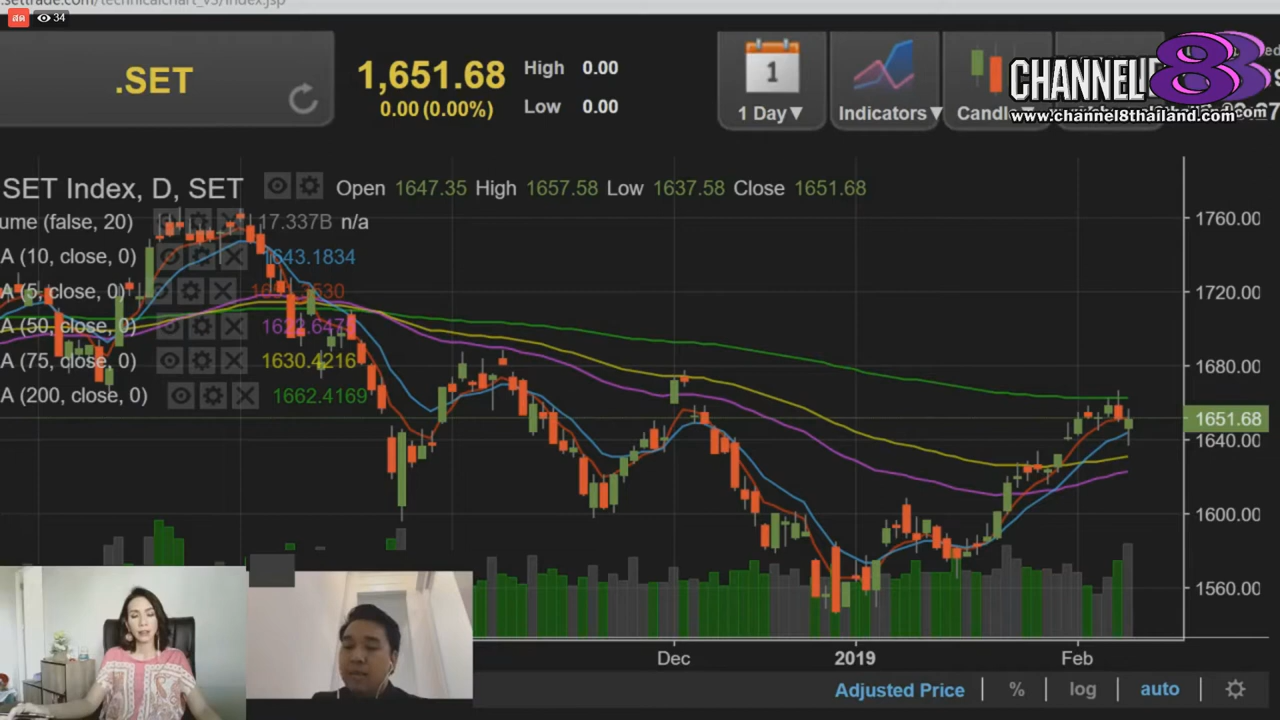 .settrade.com/technicalchart_v5/index.jsp
สด 34
.SET
1,651.68
0.00 (0.00%)
High 0.00
Low 0.00
1
1 Day▼
Indicators▼
CHANNEL 8
www.channel8thailand.com
SET Index, D, SET
Open 1647.35 High 1657.58 Low 1637.58 Close 1651.68
ume (false, 20) 17.337B n/a
A (10, close, 0) 1643.1834
A (5, close, 0)
A (50, close, 0)
A (75, close, 0) 1630.4216
A (200, close, 0) 1662.4169
1760.00
1720.00
1680.00
1651.68
1640.00
1600.00
1560.00
Dec 2019 Feb
Adjusted Price % log auto